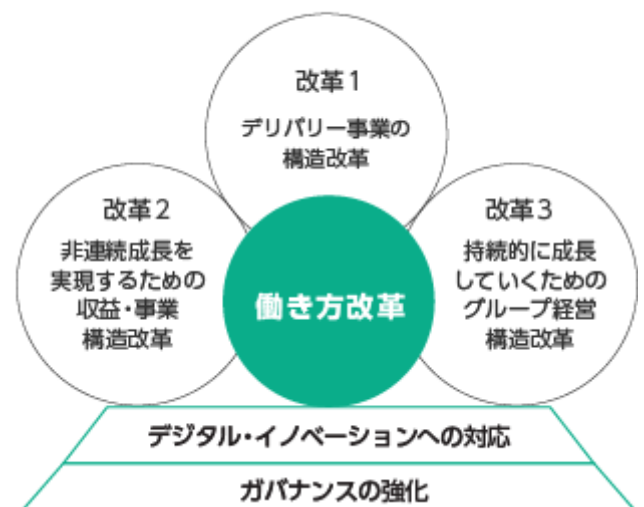 改革1
デリバリー事業の
構造改革
改革2
非連続成長を
実現するための
収益・事業
構造改革
働き方改革
改革3
持続的に成長
していくための
グループ経営
構造改革
デジタル・イノベーションへの対応
ガバナンスの強化